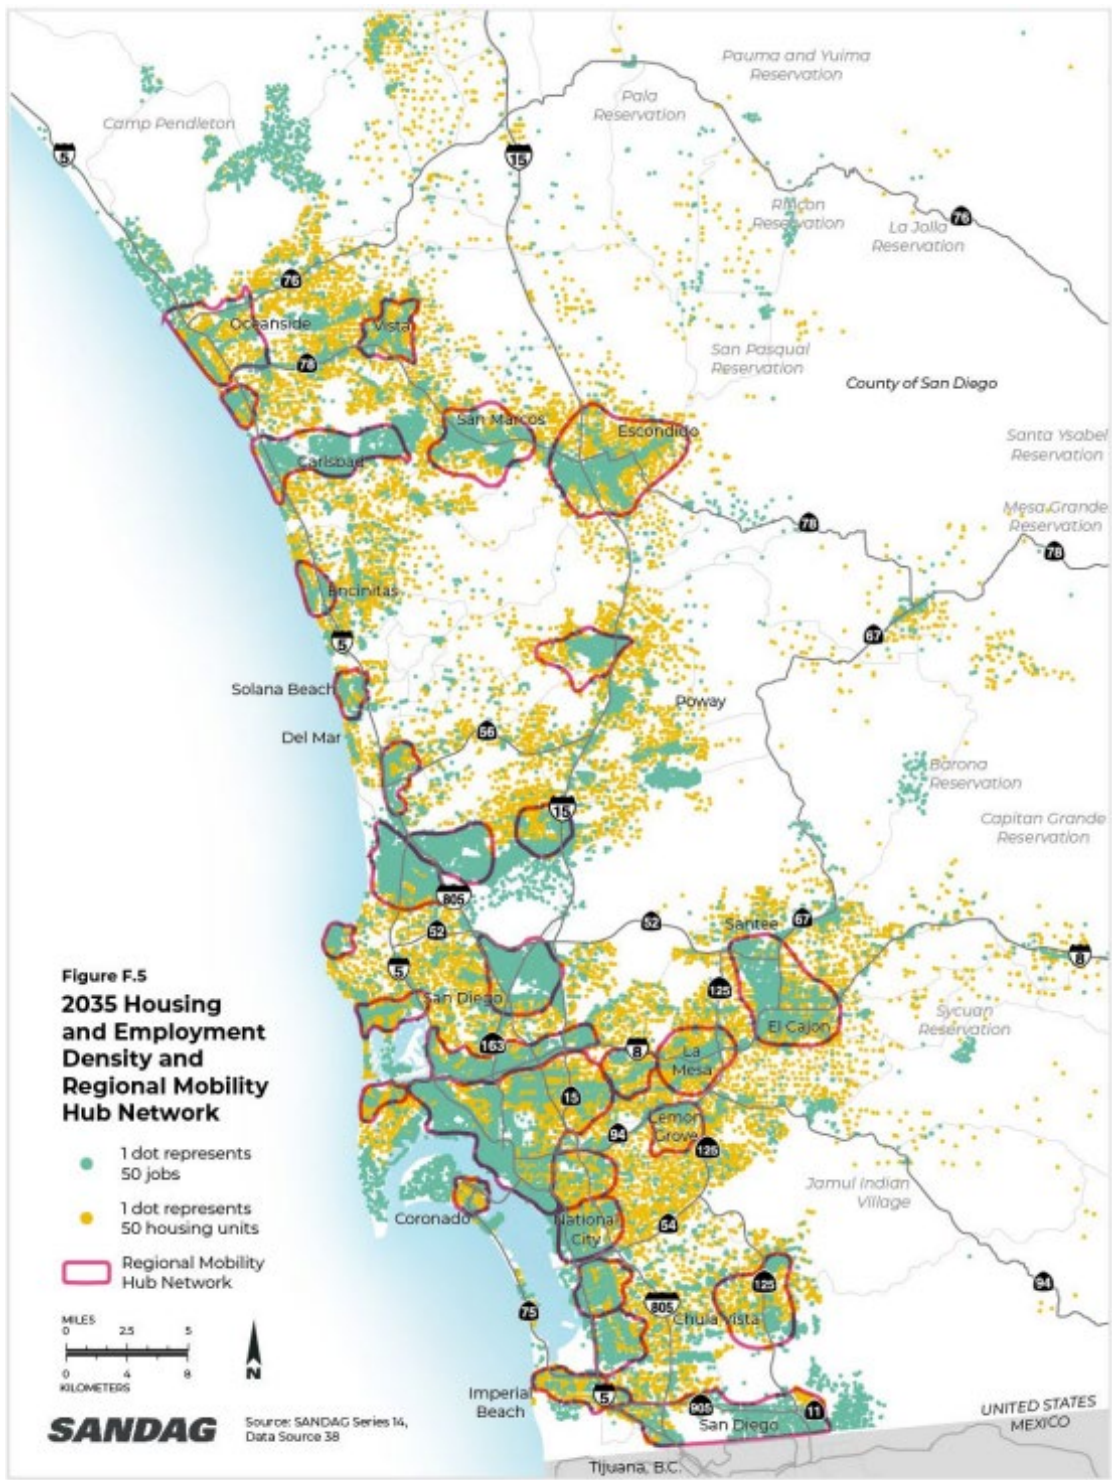 Pauma and Yuima
Reservation
Pala
Reservation
Camp Pendleton
5
15
Rincon
Reservation
La Jolla
Reservation
76
76
Oceanside
Vista
78
San Pasqual
Reservation
County of San Diego
San Marcos
Escondido
Santa Ysabel
Reservation
Carlsbad
Mesa Grande
Reservation
78
78
Encinitas
5
67
Solana Beach
Poway
Del Mar
56
Barona
Reservation
15
Capitan Grande
Reservation
805
52
52
Santee
67
8
5
125
San Diego
Sycuan
Reservation
El Cajon
163
8
La
Mesa
15
94
Lemon
Grove
125
Jamul Indian
Village
Coronado
National
City
54
125
94
75
805
Chula Vista
Imperial
Beach
5
905
San Diego
11
UNITED STATES
MEXICO
Tijuana, B.C.
Figure F.5
2035 Housing
and Employment
Density and
Regional Mobility
Hub Network
1 dot represents
50 jobs
1 dot represents
50 housing units
Regional Mobility
Hub Network
MILES
0 2.5 5
0 4 8
KILOMETERS
N
SANDAG
Source: SANDAG Series 14,
Data Source 38